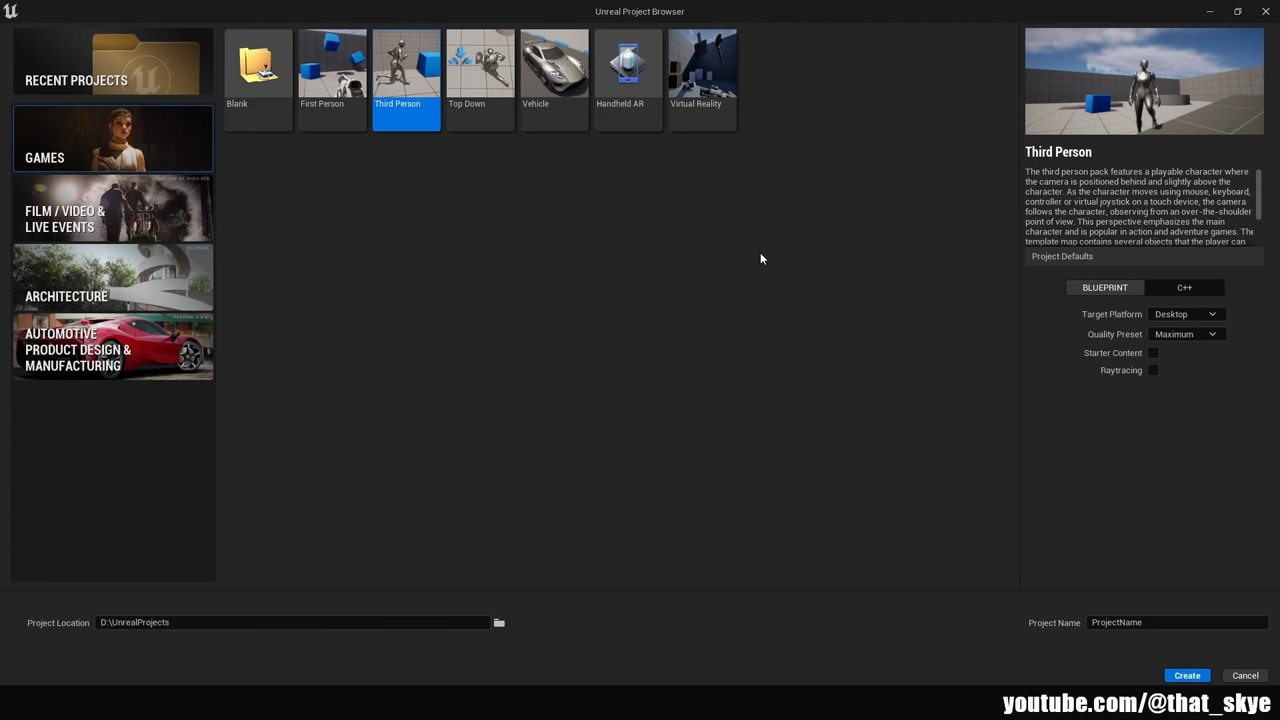 Unreal Project Browser
RECENT PROJECTS
GAMES
FILM / VIDEO &
LIVE EVENTS
ARCHITECTURE
AUTOMOTIVE
PRODUCT DESIGN &
MANUFACTURING
Blank
First Person
Third Person
Top Down
Vehicle
Handheld AR
Virtual Reality
Third Person
The third person pack features a playable character where
the camera is positioned behind and slightly above the
character. As the character moves using mouse, keyboard,
controller or virtual joystick on a touch device, the camera
follows the character, observing from an over-the-shoulder
point of view. This perspective emphasizes the main
character and is popular in action and adventure games. The
template map contains several objects that the player can
Project Defaults
BLUEPRINT
C++
Target Platform
Desktop
Quality Preset
Maximum
Starter Content
Raytracing
Project Location
D:\UnrealProjects
Project Name
ProjectName
Create
Cancel
youtube.com/@that_skye